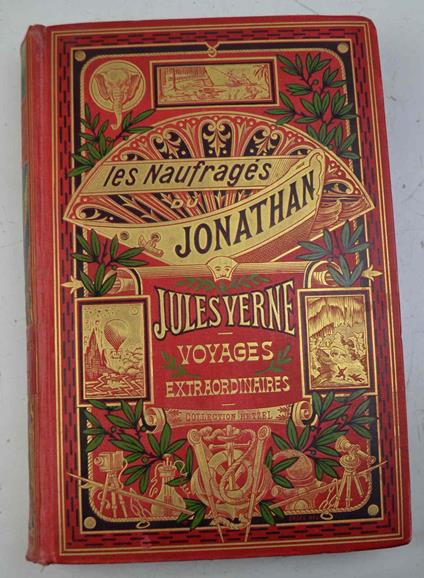 les Naufragés
DU
JONATHAN
JULES VERNE
VOYAGES
EXTRAORDINAIRES
COLLECTION HETZEL